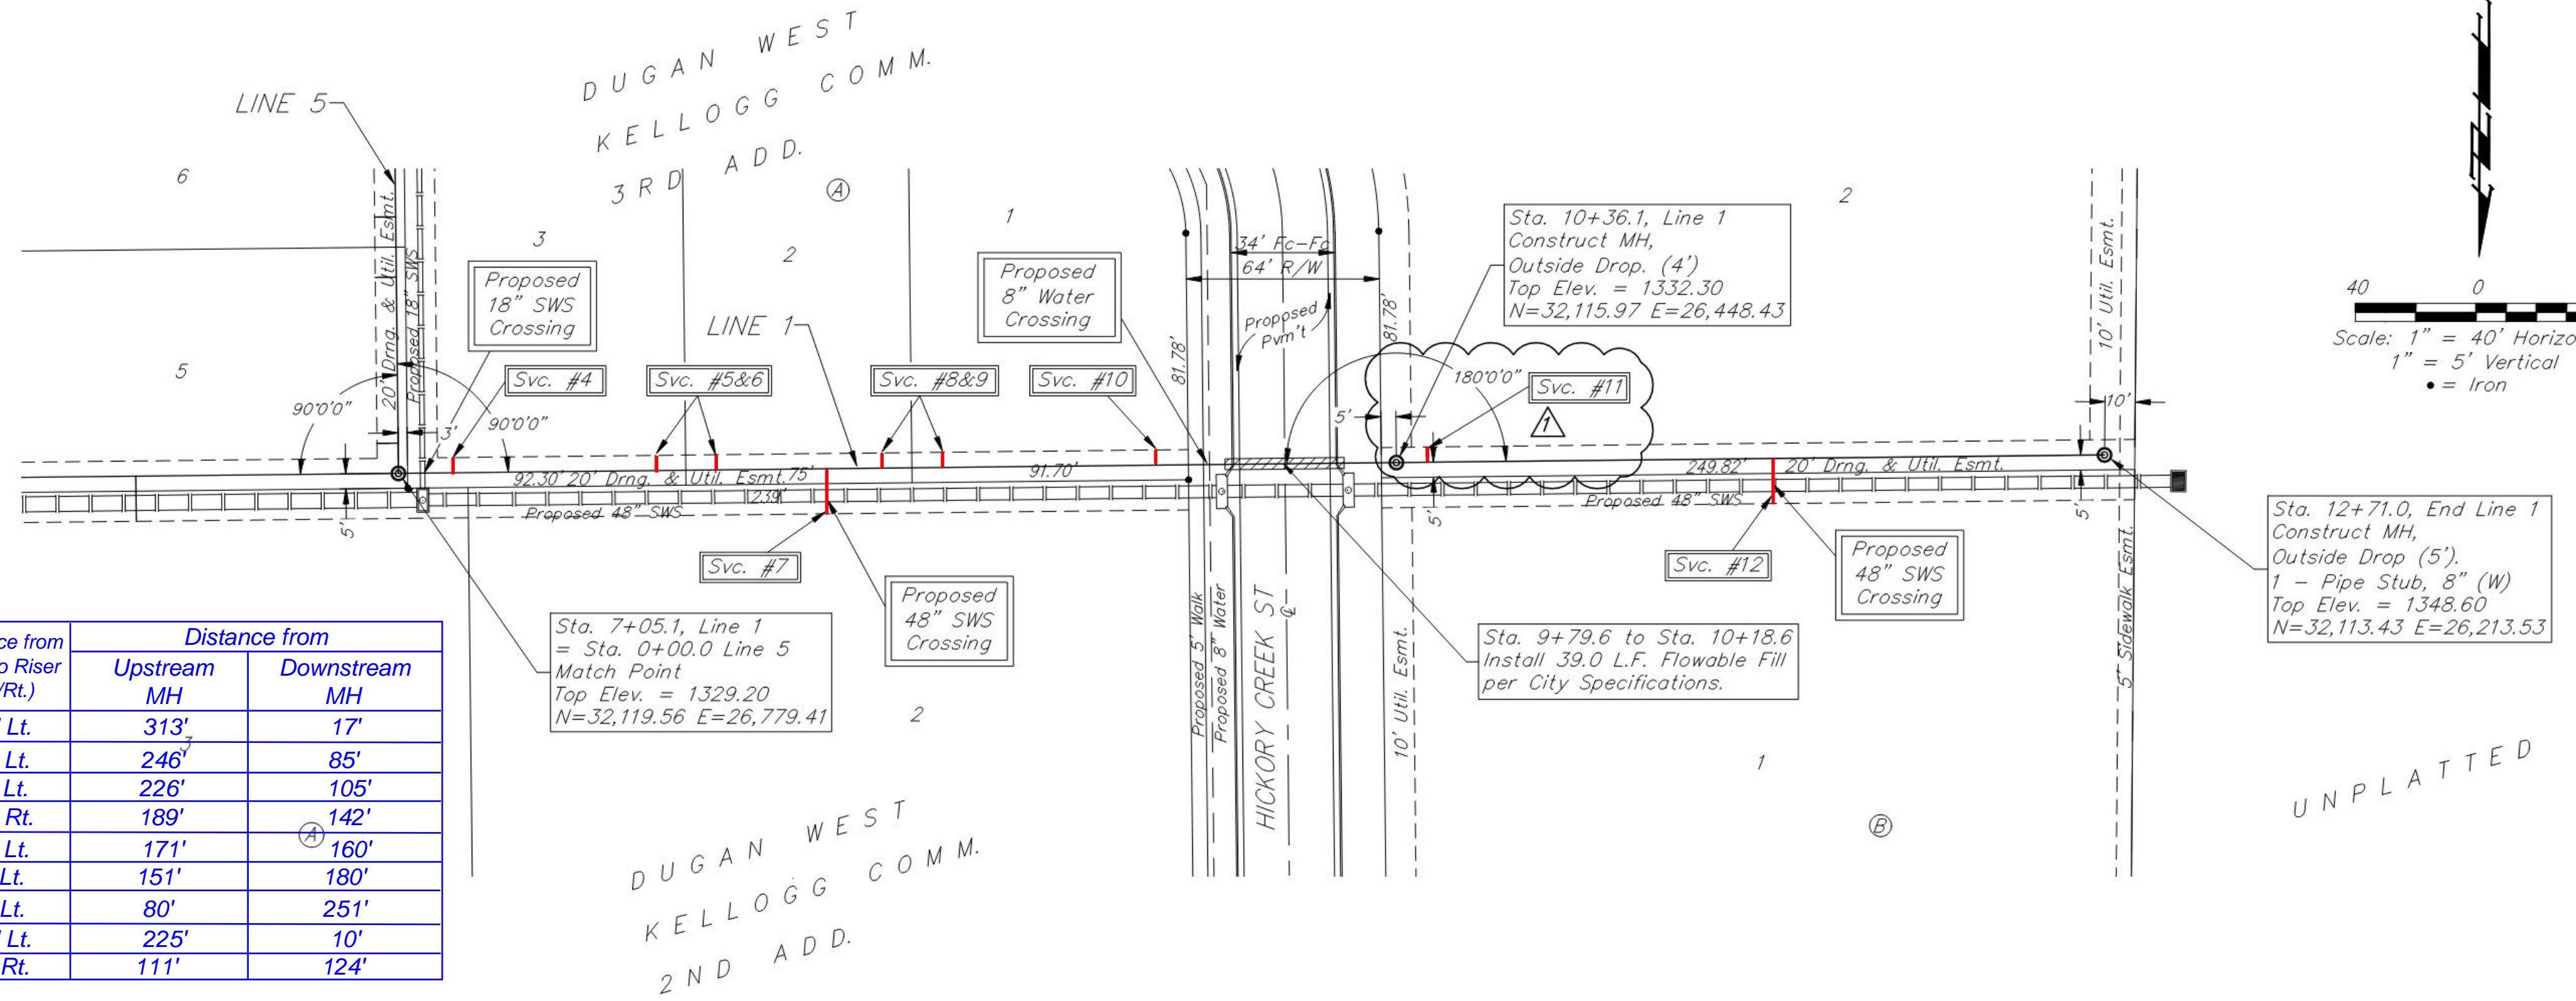 DUGAN WEST
KELLOGG COMM.
3RD ADD.
A
LINE 5
6
5
20' Drng. & Util. Esmt.
Proposed 18" SWS
3
2
1
2
Proposed
18" SWS
Crossing
LINE 1
Proposed
8" Water
Crossing
34' Fc-Fc
64' R/W
Proposed
Pvm't
81.78'
81.78'
Sta. 10+36.1, Line 1
Construct MH,
Outside Drop. (4')
Top Elev. = 1332.30
N=32,115.97 E=26,448.43
10' Util. Esmt.
40 0
Scale: 1" = 40' Horizo
1" = 5' Vertical
• = Iron
Svc. #4
Svc. #5&6
Svc. #8&9
Svc. #10
180°0'0"
Svc. #11
1
90°0'0"
90°0'0"
3'
5'
10'
92.30'
20' Drng. & Util. Esmt.
75'
91.70'
239'
Proposed 48" SWS
5'
249.82'
20' Drng. & Util. Esmt.
Proposed 48" SWS
5'
5'
Svc. #7
Proposed
48" SWS
Crossing
Svc. #12
Proposed
48" SWS
Crossing
Sta. 12+71.0, End Line 1
Construct MH,
Outside Drop (5').
1 - Pipe Stub, 8" (W)
Top Elev. = 1348.60
N=32,113.43 E=26,213.53
Sta. 7+05.1, Line 1
= Sta. 0+00.0 Line 5
Match Point
Top Elev. = 1329.20
N=32,119.56 E=26,779.41
2
Proposed 5' Walk
Proposed 8" Water
HICKORY CREEK ST
℄
10' Util. Esmt.
Sta. 9+79.6 to Sta. 10+18.6
Install 39.0 L.F. Flowable Fill
per City Specifications.
5' Sidewalk Esmt.
1
B
UNPLATTED
DUGAN WEST
KELLOGG COMM.
2ND ADD.
3
A
ce from
o Riser
/Rt.)
Distance from
Upstream
MH
Downstream
MH
Lt. 313' 17'
Lt. 246' 85'
Lt. 226' 105'
Rt. 189' 142'
Lt. 171' 160'
Lt. 151' 180'
Lt. 80' 251'
Lt. 225' 10'
Rt. 111' 124'